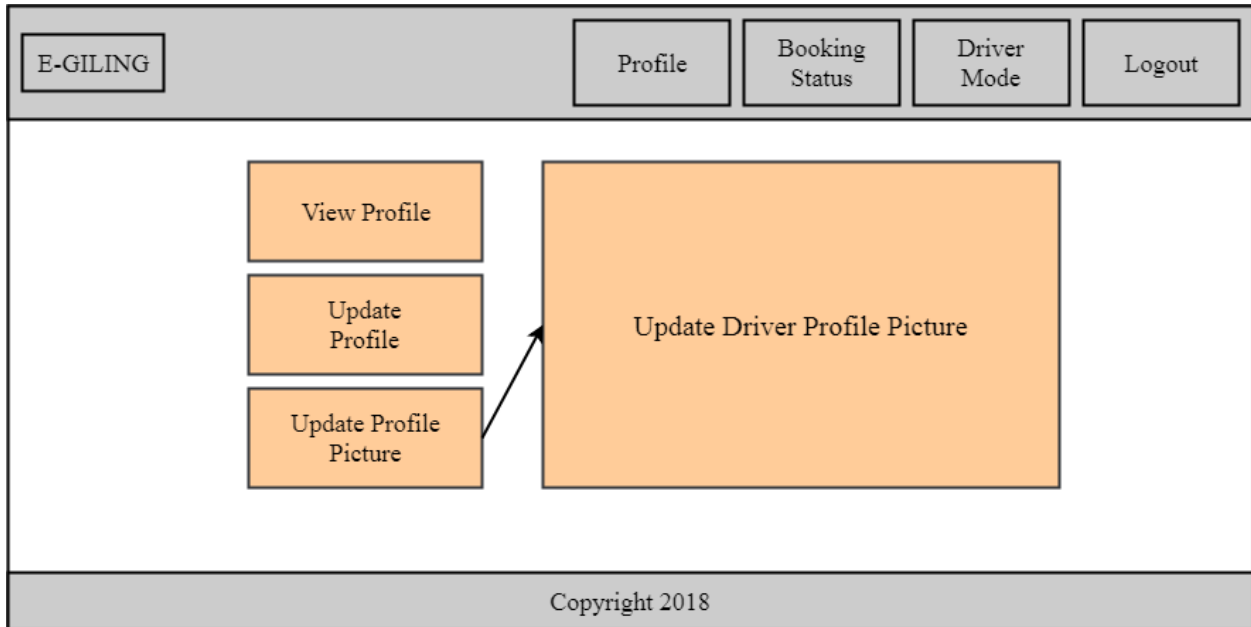 E-GILING
Profile
Booking
Status
Driver
Mode
Logout
View Profile
Update
Profile
Update Profile
Picture
Update Driver Profile Picture
Copyright 2018